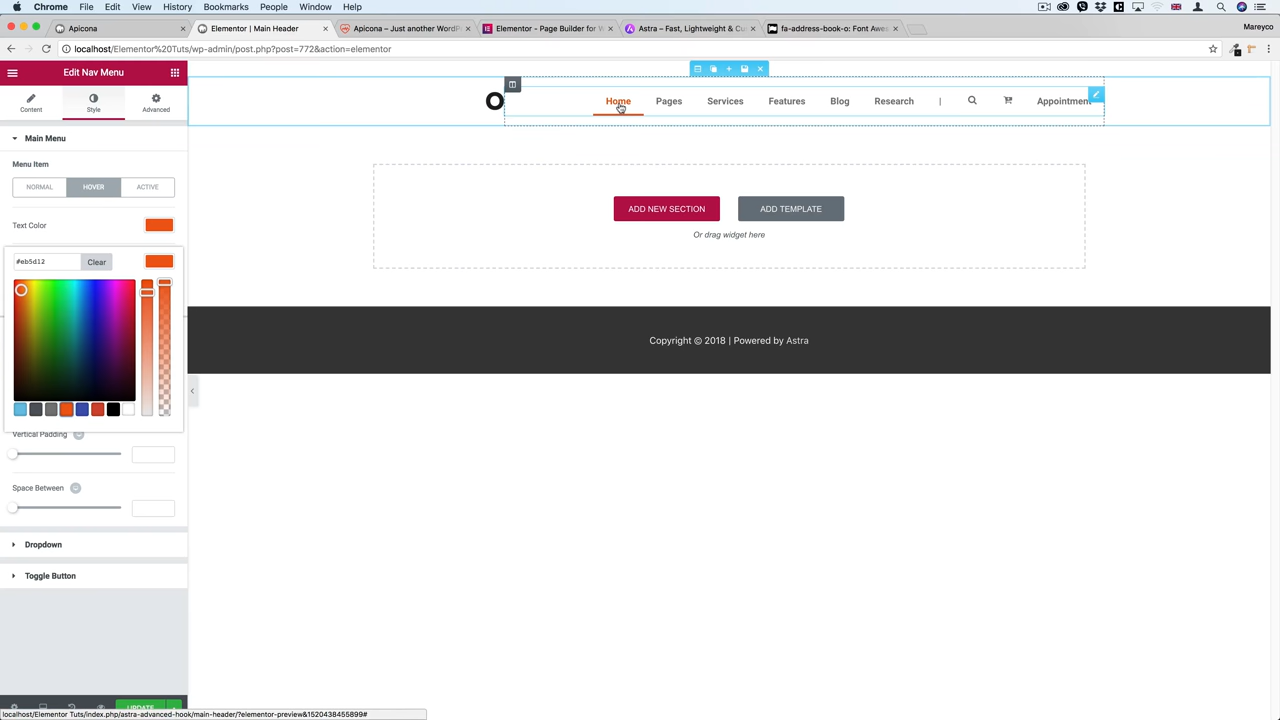 Chrome File Edit View History Bookmarks People Window Help
Mareyco
Apicona
Elementor | Main Header
Apicona – Just another WordP
Elementor - Page Builder for W
Astra – Fast, Lightweight & Cu
fa-address-book-o: Font Awes
localhost/Elementor%20Tuts/wp-admin/post.php?post=772&action=elementor
Edit Nav Menu
Content Style Advanced
Main Menu
Menu Item
NORMAL HOVER ACTIVE
Text Color
#eb5d12 Clear
Vertical Padding
Space Between
Dropdown
Toggle Button
UPDATE
O Home Pages Services Features Blog Research | Appointment
ADD NEW SECTION ADD TEMPLATE
Or drag widget here
Copyright © 2018 | Powered by Astra
localhost/Elementor Tuts/index.php/astra-advanced-hook/main-header/?elementor-preview&1520438455899#